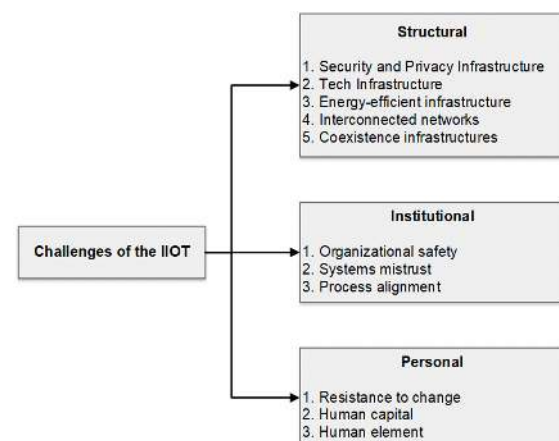 Structural
1. Security and Privacy Infrastructure
2. Tech Infrastructure
3. Energy-efficient infrastructure
4. Interconnected networks
5. Coexistence infrastructures
Challenges of the IIOT
Institutional
1. Organizational safety
2. Systems mistrust
3. Process alignment
Personal
1. Resistance to change
2. Human capital
3. Human element